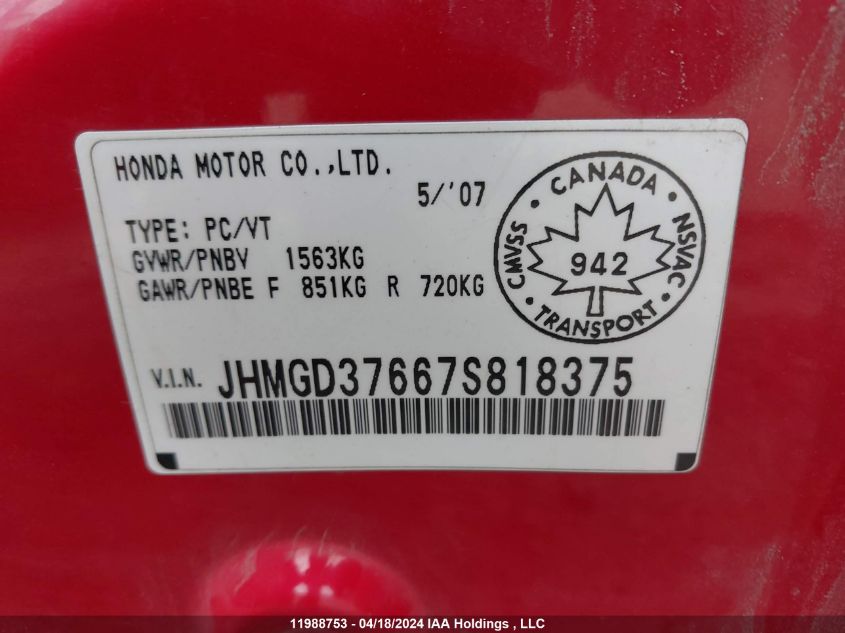 HONDA MOTOR CO.,LTD.
5/'07
TYPE: PC/VT
GVWR/PNBV 1563KG
GAWR/PNBE F 851KG R 720KG
CANADA
CMVSS 942 NSVAC
TRANSPORT
V.I.N. JHMGD37667S818375
11988753 - 04/18/2024 IAA Holdings , LLC